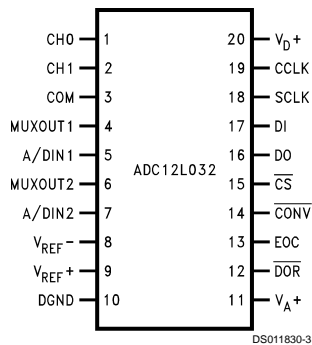 CH0 1 20 VD+
CH1 2 19 CCLK
COM 3 18 SCLK
MUXOUT1 4 17 DI
A/DIN1 5 16 DO
ADC12L032
MUXOUT2 6 15 CS
A/DIN2 7 14 CONV
VREF− 8 13 EOC
VREF+ 9 12 DOR
DGND 10 11 VA+
DS011830-3